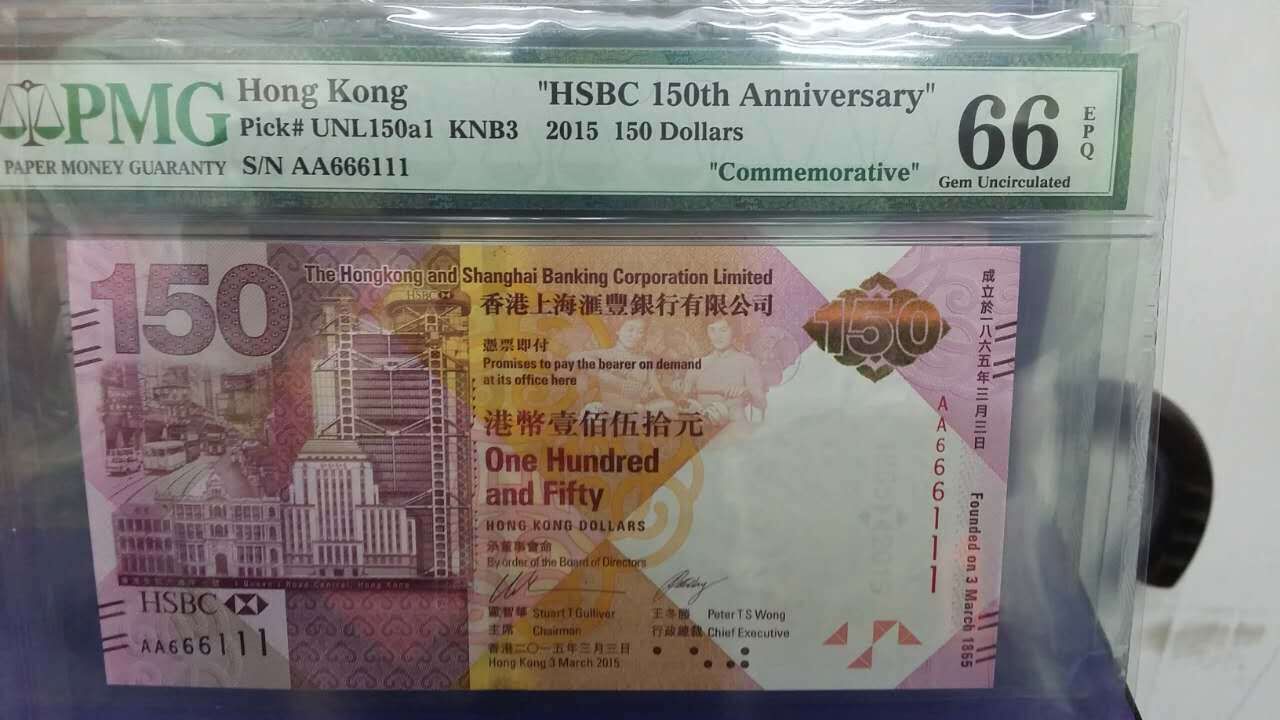 PMG
PAPER MONEY GUARANTY
Hong Kong
"HSBC 150th Anniversary"
Pick# UNL150a1 KNB3 2015 150 Dollars
S/N AA666111
"Commemorative"
66
EPQ
Gem Uncirculated
150
The Hongkong and Shanghai Banking Corporation Limited
HSBC
香港上海滙豐銀行有限公司
憑票即付
Promises to pay the bearer on demand
at its office here
港幣壹佰伍拾元
One Hundred
and Fifty
HONG KONG DOLLARS
承董事會命
By order of the Board of Directors
歐智華 Stuart T Gulliver
主席 Chairman
王冬勝 Peter T S Wong
行政總裁 Chief Executive
香港二〇一五年三月三日
Hong Kong 3 March 2015
1 Queen's Road Central, Hong Kong
HSBC
AA666111
150
成立於一八六五年三月三日
AA666111
Founded on 3 March 1865